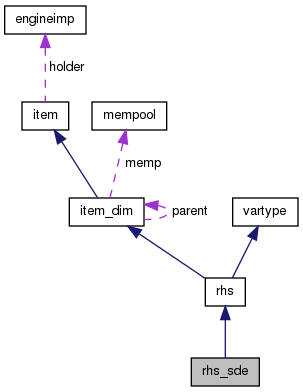 engineimp
holder
item
mempool
memp
item_dim
parent
vartype
rhs
rhs_sde